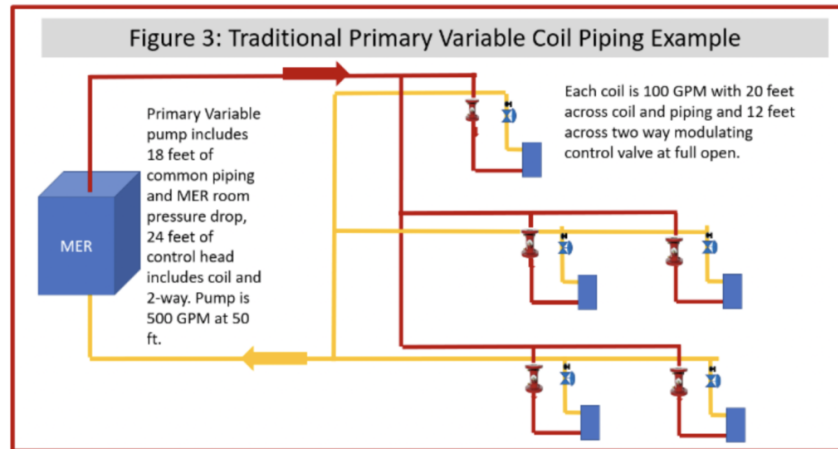 Figure 3: Traditional Primary Variable Coil Piping Example
Each coil is 100 GPM with 20 feet
across coil and piping and 12 feet
across two way modulating
control valve at full open.
Primary Variable
pump includes
18 feet of
common piping
and MER room
pressure drop,
24 feet of
control head
includes coil and
2-way. Pump is
500 GPM at 50
ft.
MER